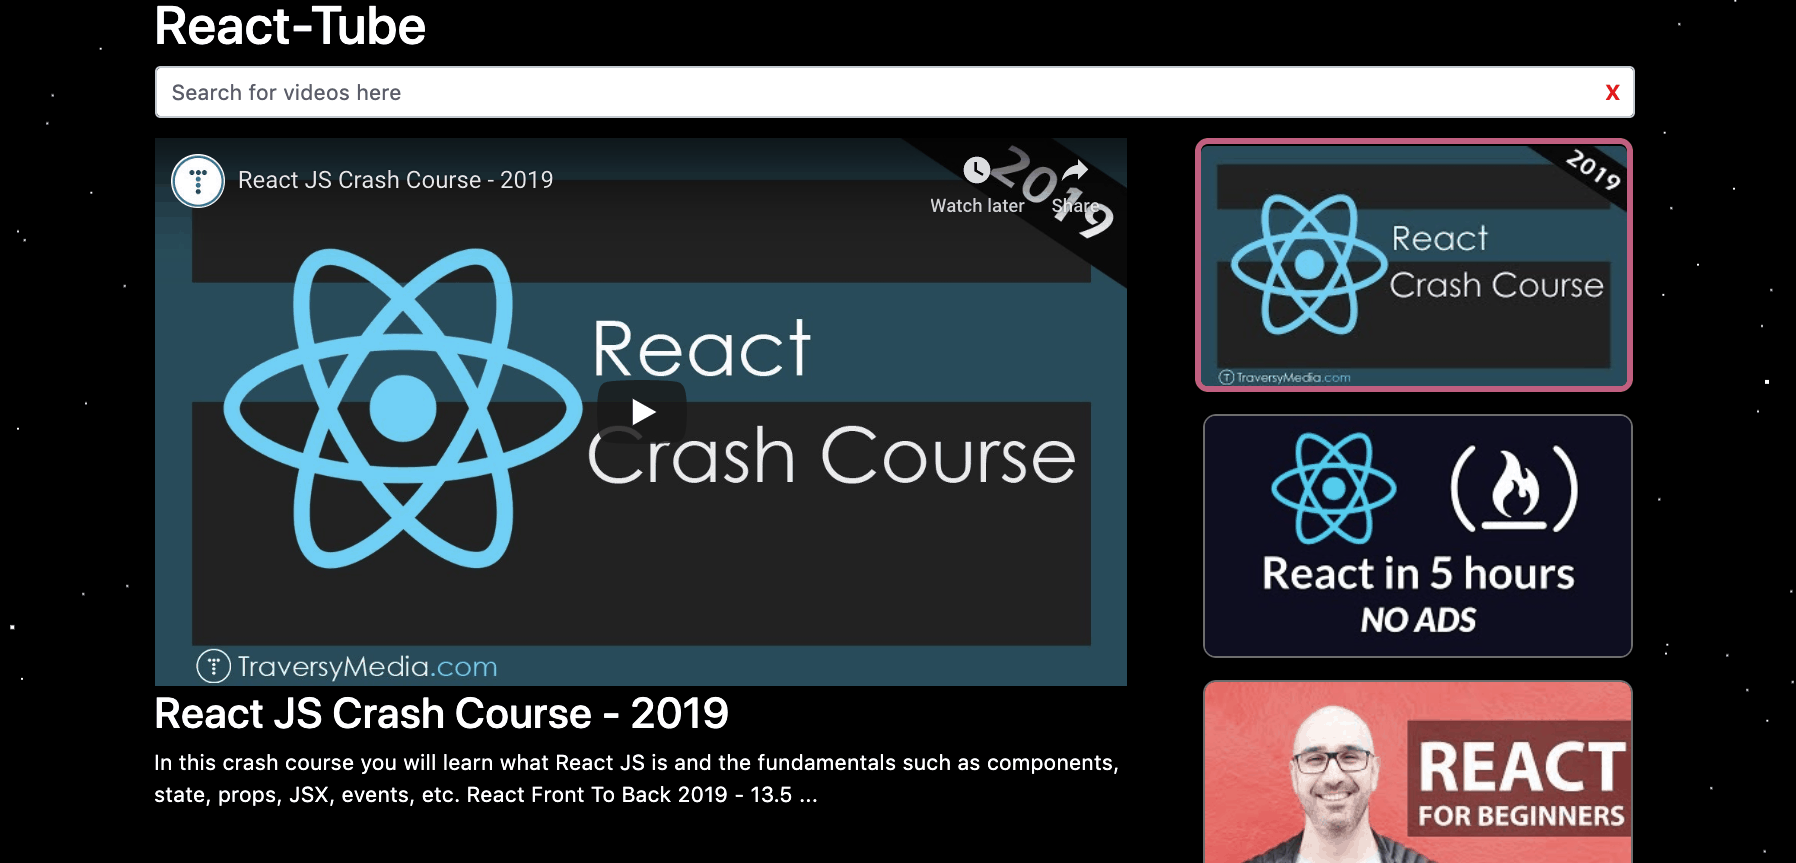 React-Tube
Search for videos here
X
React JS Crash Course - 2019
Watch later
Share
2019
React
Crash Course
TraversyMedia.com
React JS Crash Course - 2019
In this crash course you will learn what React JS is and the fundamentals such as components,
state, props, JSX, events, etc. React Front To Back 2019 - 13.5 ...
2019
React
Crash Course
TraversyMedia.com
React in 5 hours
NO ADS
REACT
FOR BEGINNERS